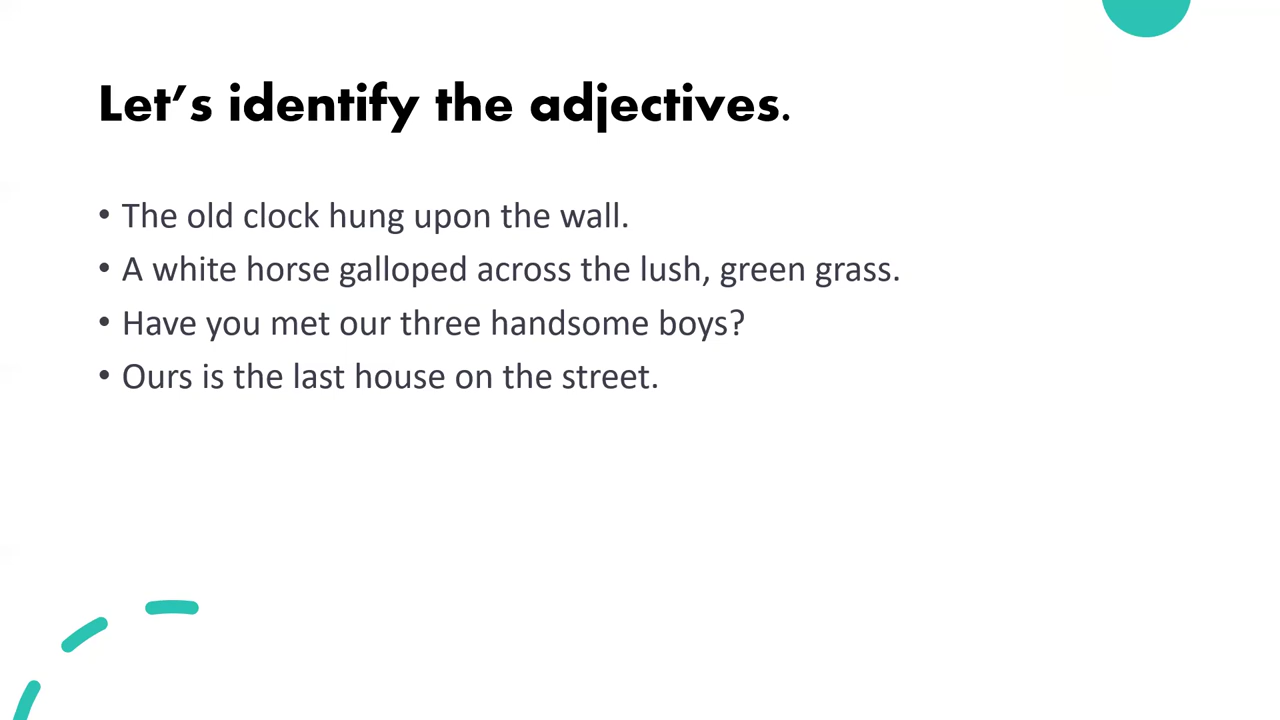 Let’s identify the adjectives.
• The old clock hung upon the wall.
• A white horse galloped across the lush, green grass.
• Have you met our three handsome boys?
• Ours is the last house on the street.